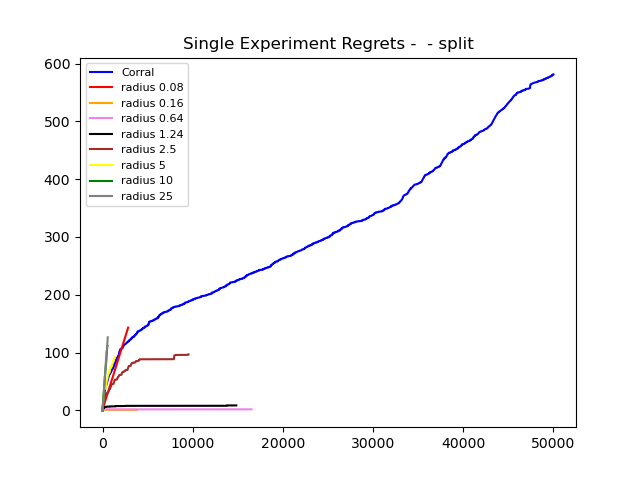 Single Experiment Regrets -  - split
600
500
400
300
200
100
0
Corral
radius 0.08
radius 0.16
radius 0.64
radius 1.24
radius 2.5
radius 5
radius 10
radius 25
0
10000
20000
30000
40000
50000